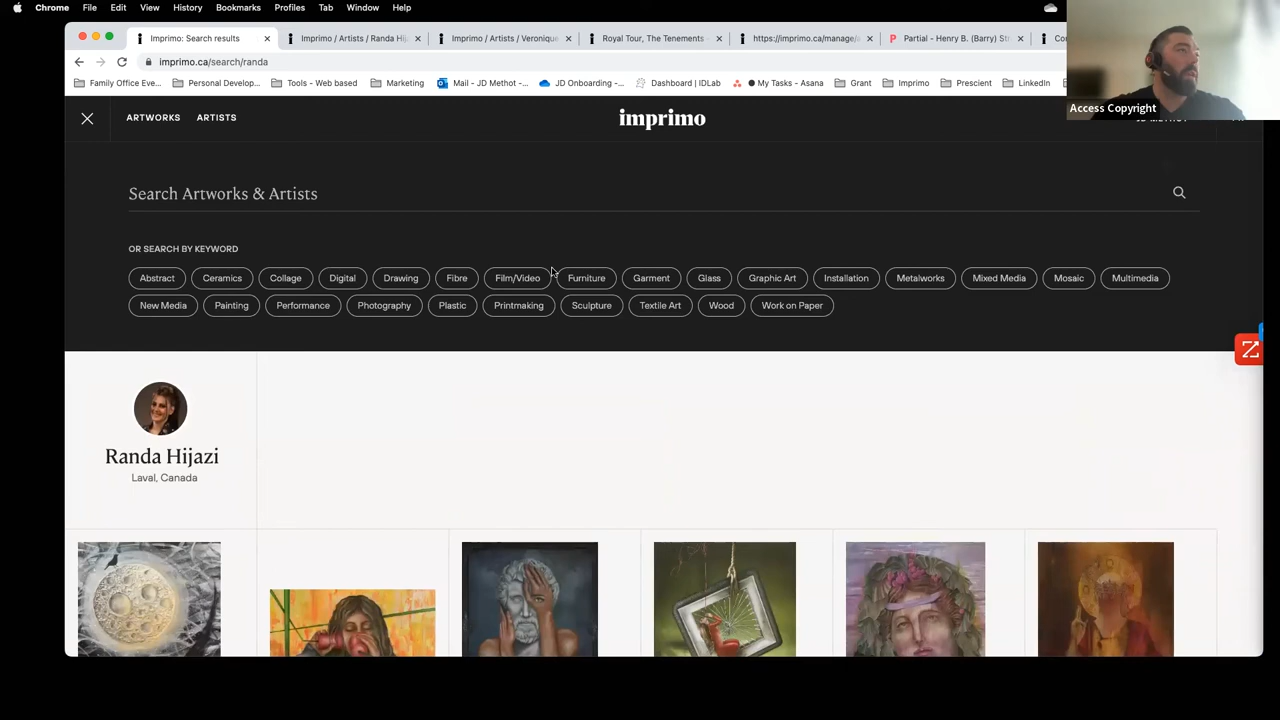 Chrome File Edit View History Bookmarks Profiles Tab Window Help
Imprimo: Search results
Imprimo / Artists / Randa Hij
Imprimo / Artists / Veronique
Royal Tour, The Tenements -
https://imprimo.ca/manage/a
Partial - Henry B. (Barry) St
Co
imprimo.ca/search/randa
Family Office Eve... Personal Develop... Tools - Web based Marketing Mail - JD Methot -... JD Onboarding -... Dashboard | IDLab My Tasks - Asana Grant Imprimo Prescient LinkedIn
Access Copyright
ARTWORKS ARTISTS imprimo
Search Artworks & Artists
OR SEARCH BY KEYWORD
Abstract Ceramics Collage Digital Drawing Fibre Film/Video Furniture Garment Glass Graphic Art Installation Metalworks Mixed Media Mosaic Multimedia
New Media Painting Performance Photography Plastic Printmaking Sculpture Textile Art Wood Work on Paper
Randa Hijazi
Laval, Canada